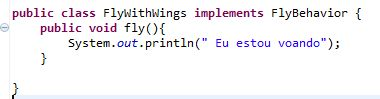 public class FlyWithWings implements FlyBehavior {
    public void fly(){
        System.out.println(" Eu estou voando");
    }
}